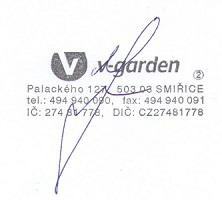 v v-garden ②
Palackého 127, 503 03 SMIŘICE
tel.: 494 940 090, fax: 494 940 091
IČ: 274 81 778, DIČ: CZ27481778